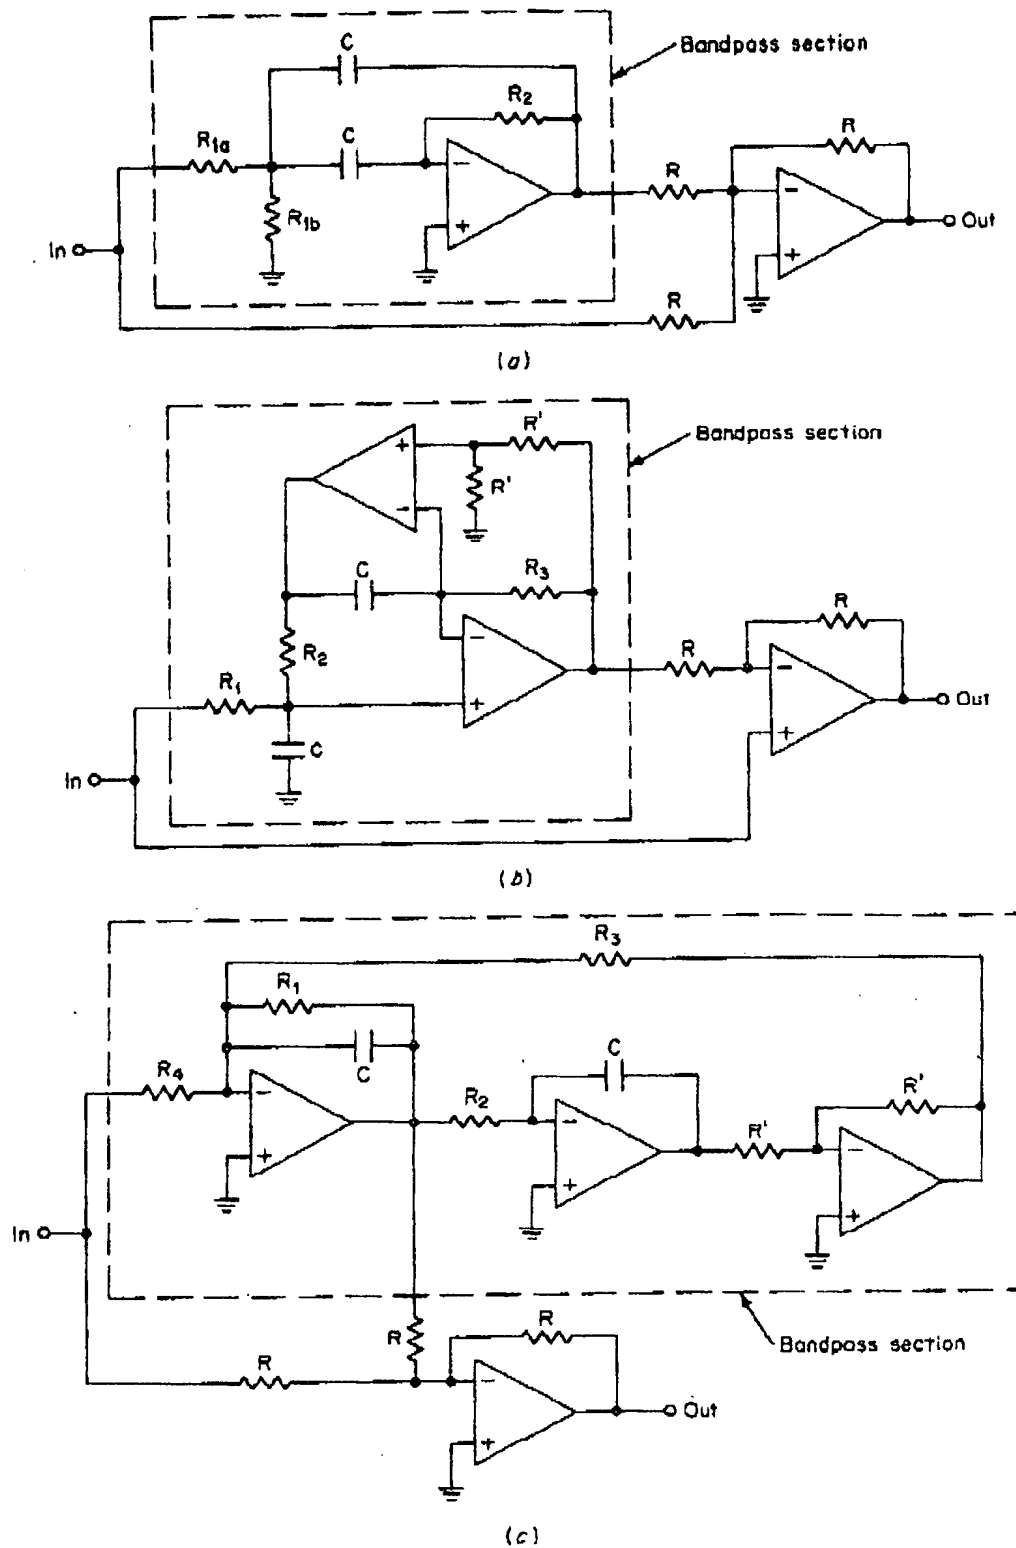 C
Bandpass section
R2
R1a
C
R
R
R1b
In
Out
R
(a)
R'
Bandpass section
R'
C
R3
R
R2
R
R1
Out
C
In
(b)
R3
R1
C
R4
C
R2
R'
R'
In
R
R
Bandpass section
R
Out
(c)